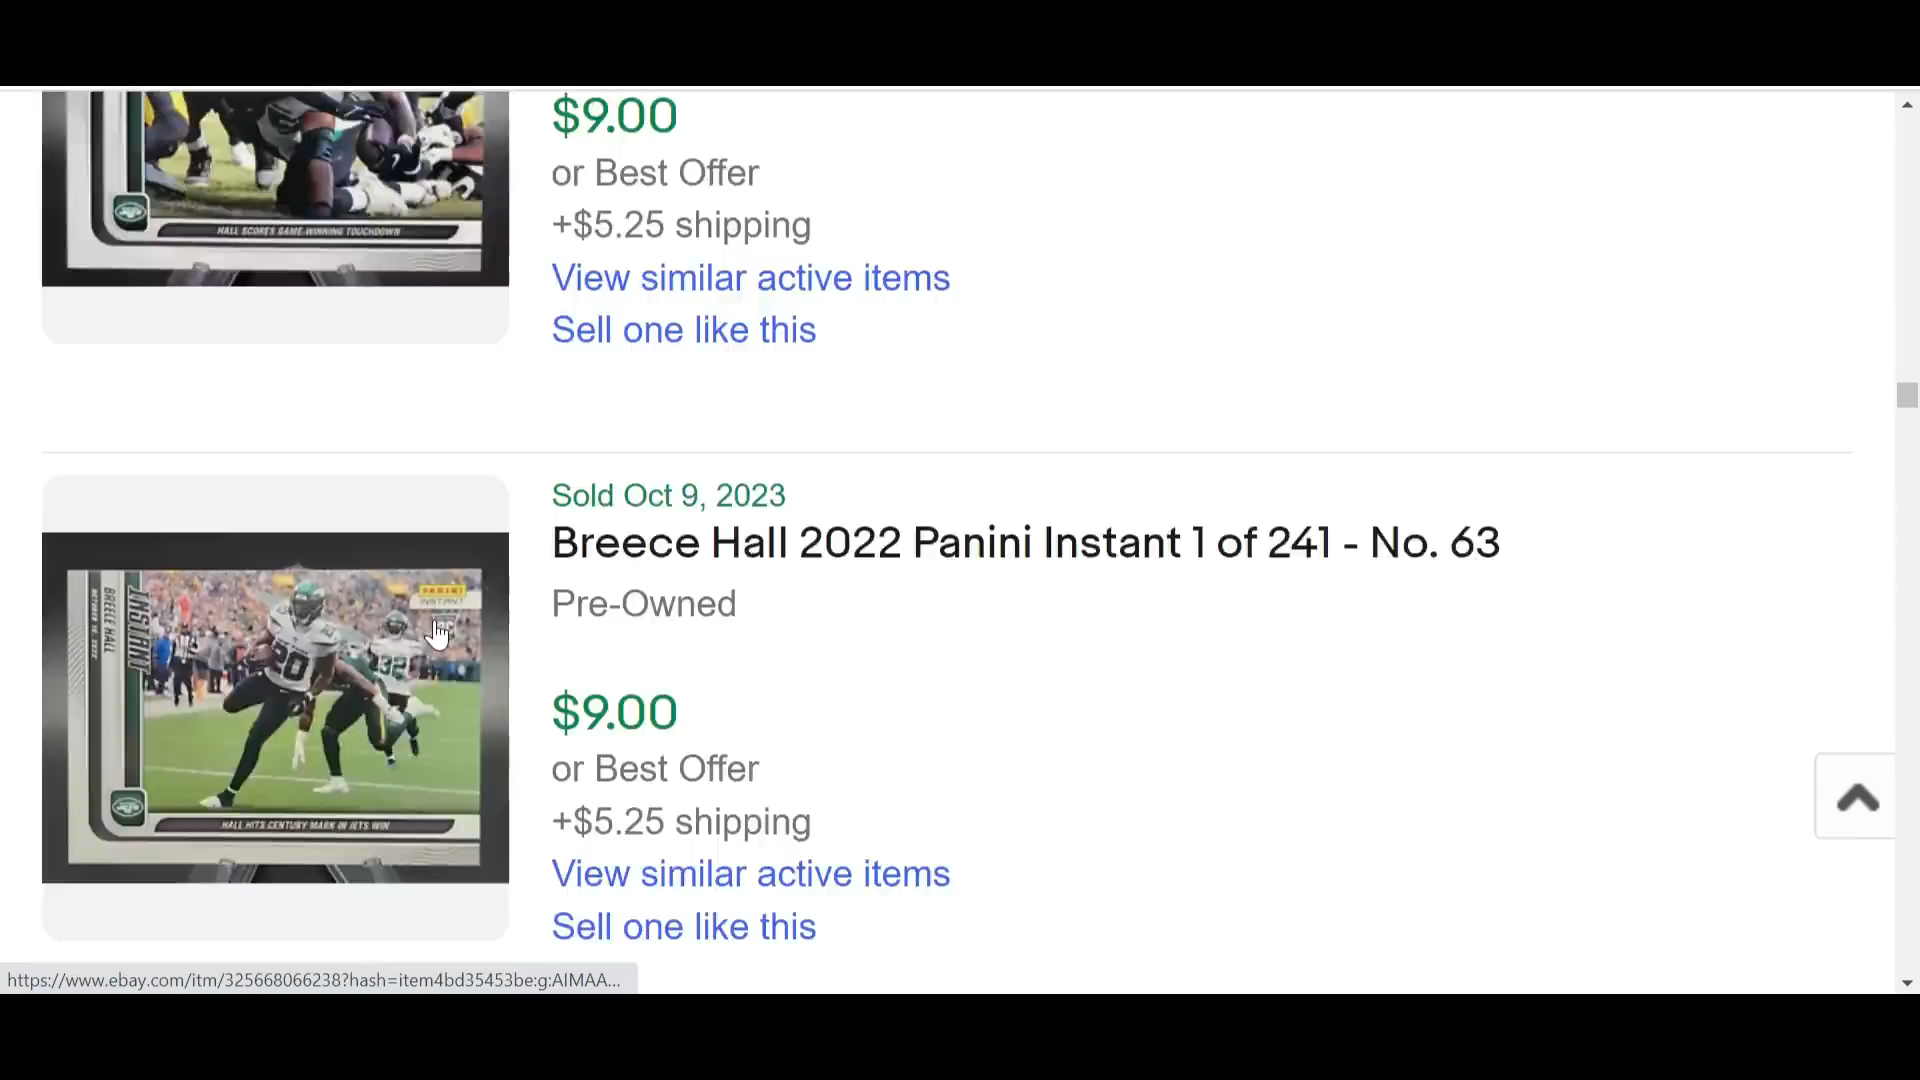 $9.00
or Best Offer
+$5.25 shipping
View similar active items
Sell one like this
HALL SCORES GAME-WINNING TOUCHDOWN
Sold Oct 9, 2023
Breece Hall 2022 Panini Instant 1 of 241 - No. 63
Pre-Owned
$9.00
or Best Offer
+$5.25 shipping
View similar active items
Sell one like this
BREECE HALL
INSTANT
PANINI
INSTANT
20
32
JETS
HALL HITS CENTURY MARK IN JETS WIN
https://www.ebay.com/itm/325668066238?hash=item4bd35453be:g:AIMAA...